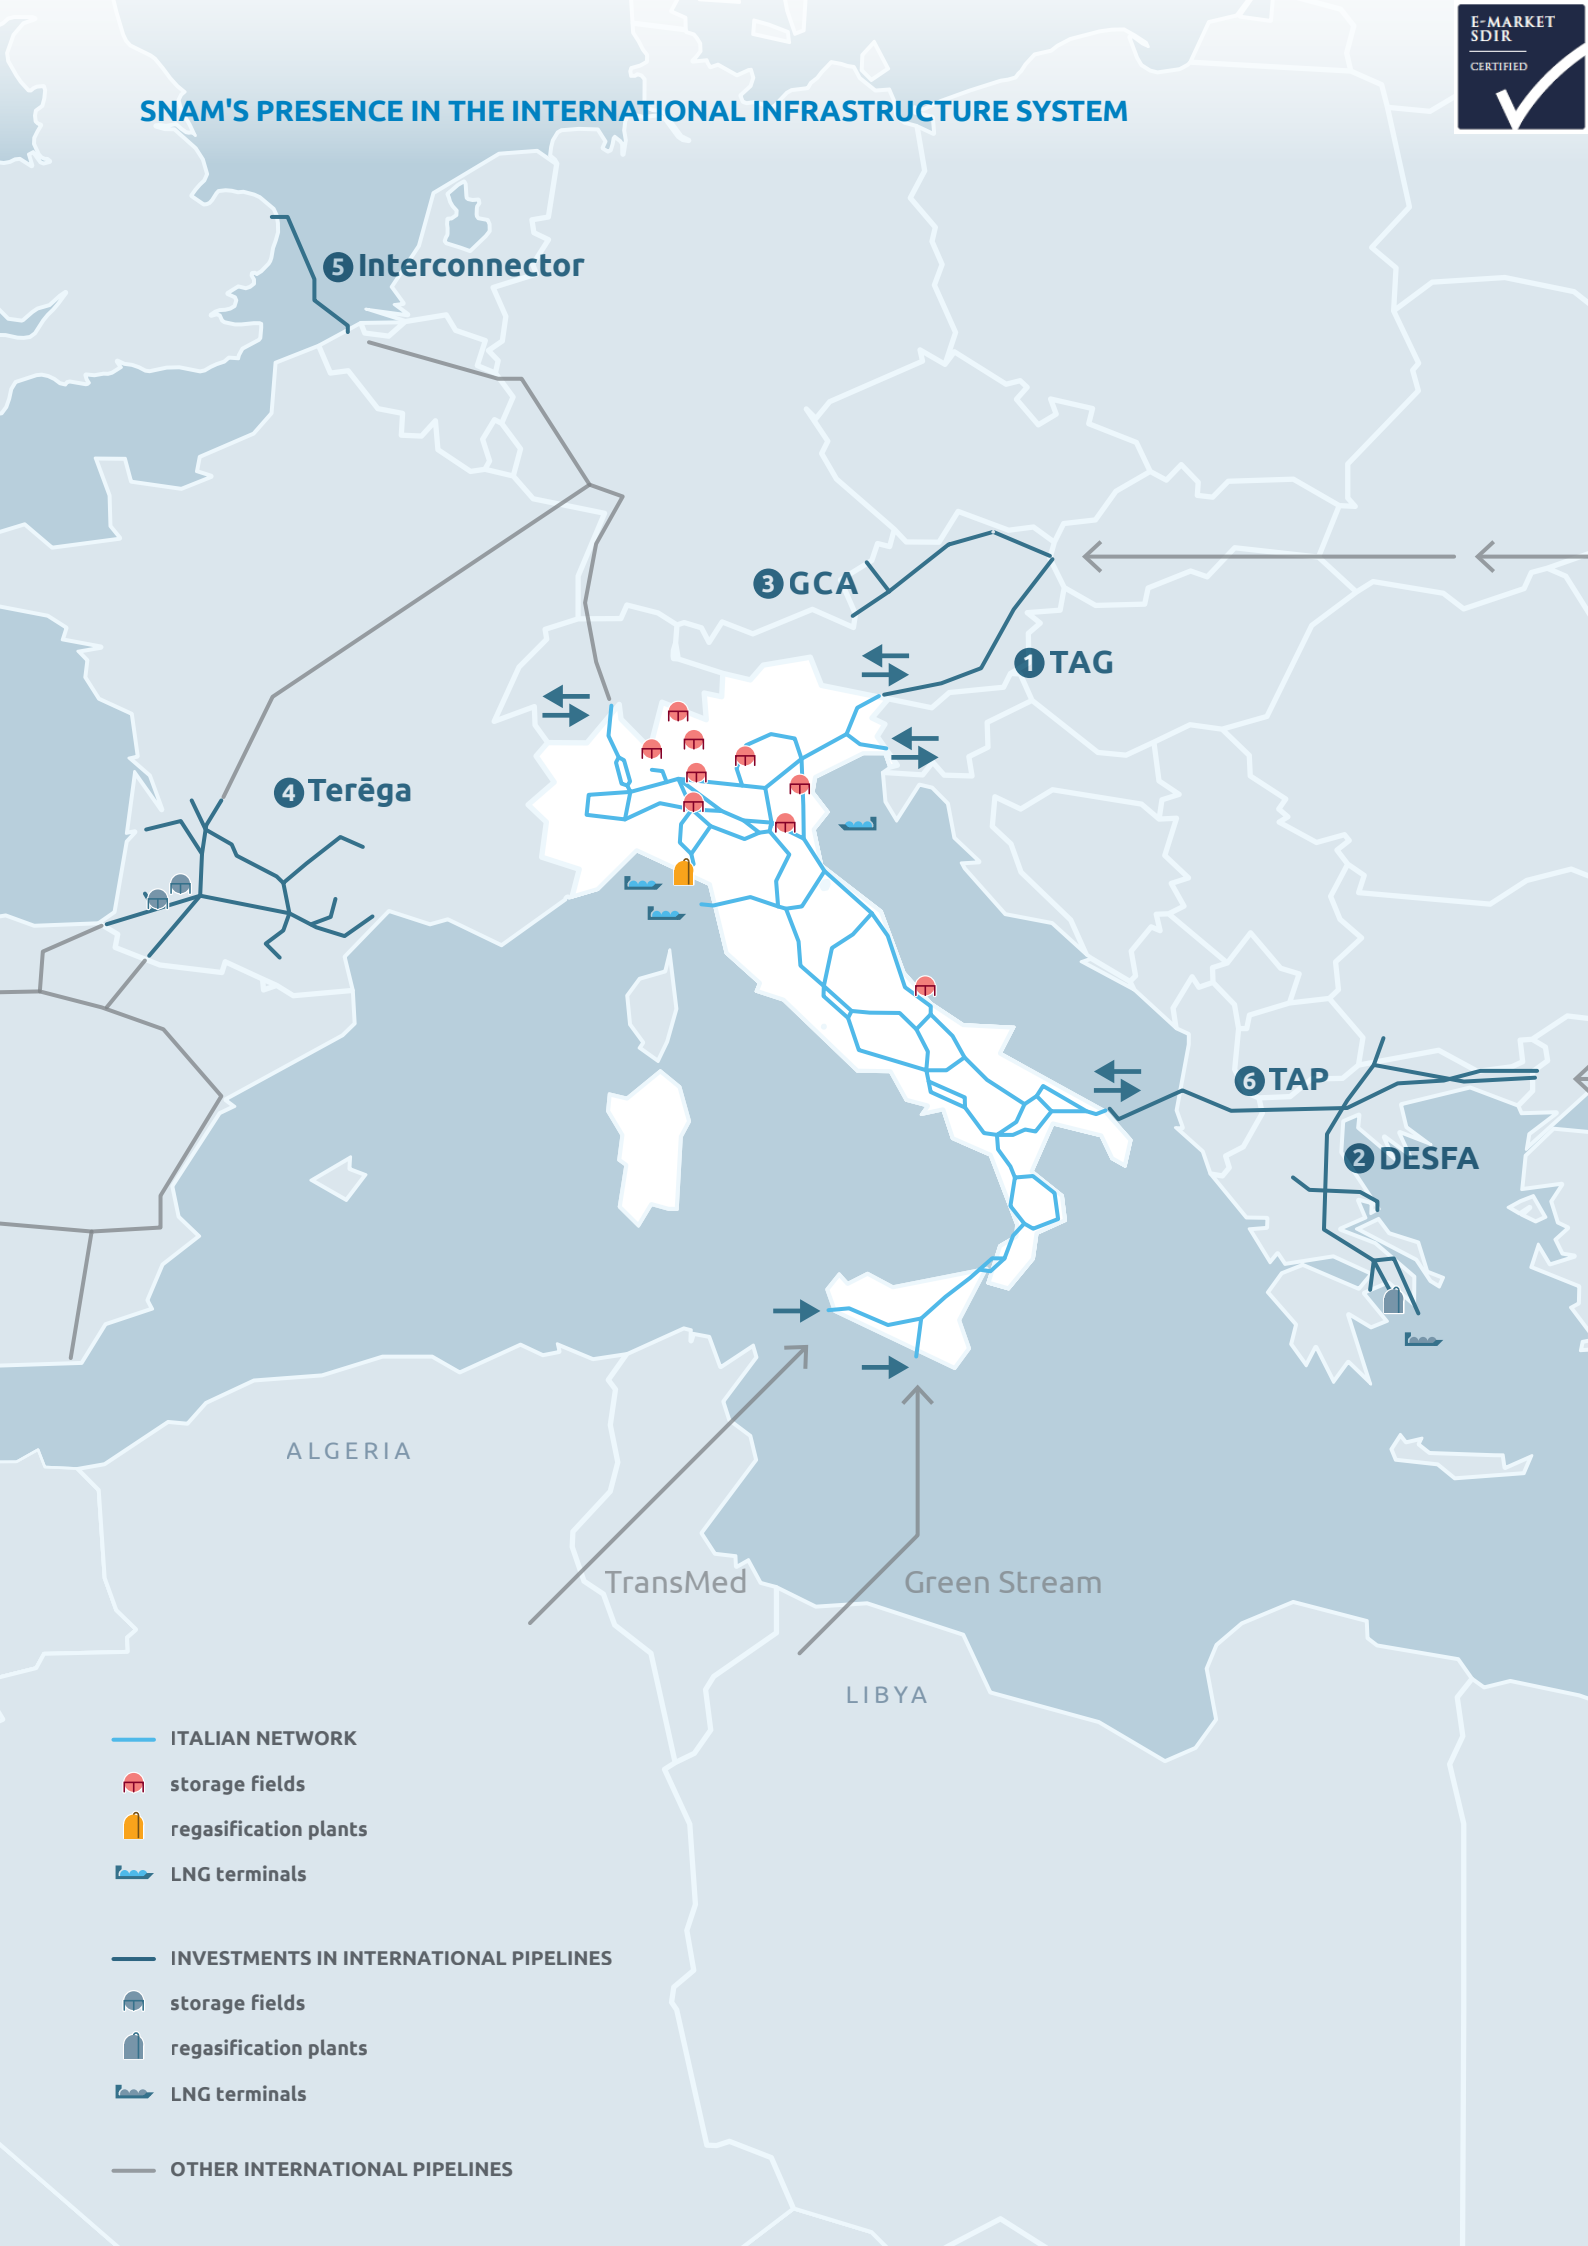 E-MARKET
SDIR
CERTIFIED
SNAM'S PRESENCE IN THE INTERNATIONAL INFRASTRUCTURE SYSTEM
5 Interconnector
3 GCA
1 TAG
4 Terēga
6 TAP
2 DESFA
ALGERIA
TransMed
Green Stream
LIBYA
ITALIAN NETWORK
storage fields
regasification plants
LNG terminals
INVESTMENTS IN INTERNATIONAL PIPELINES
storage fields
regasification plants
LNG terminals
OTHER INTERNATIONAL PIPELINES